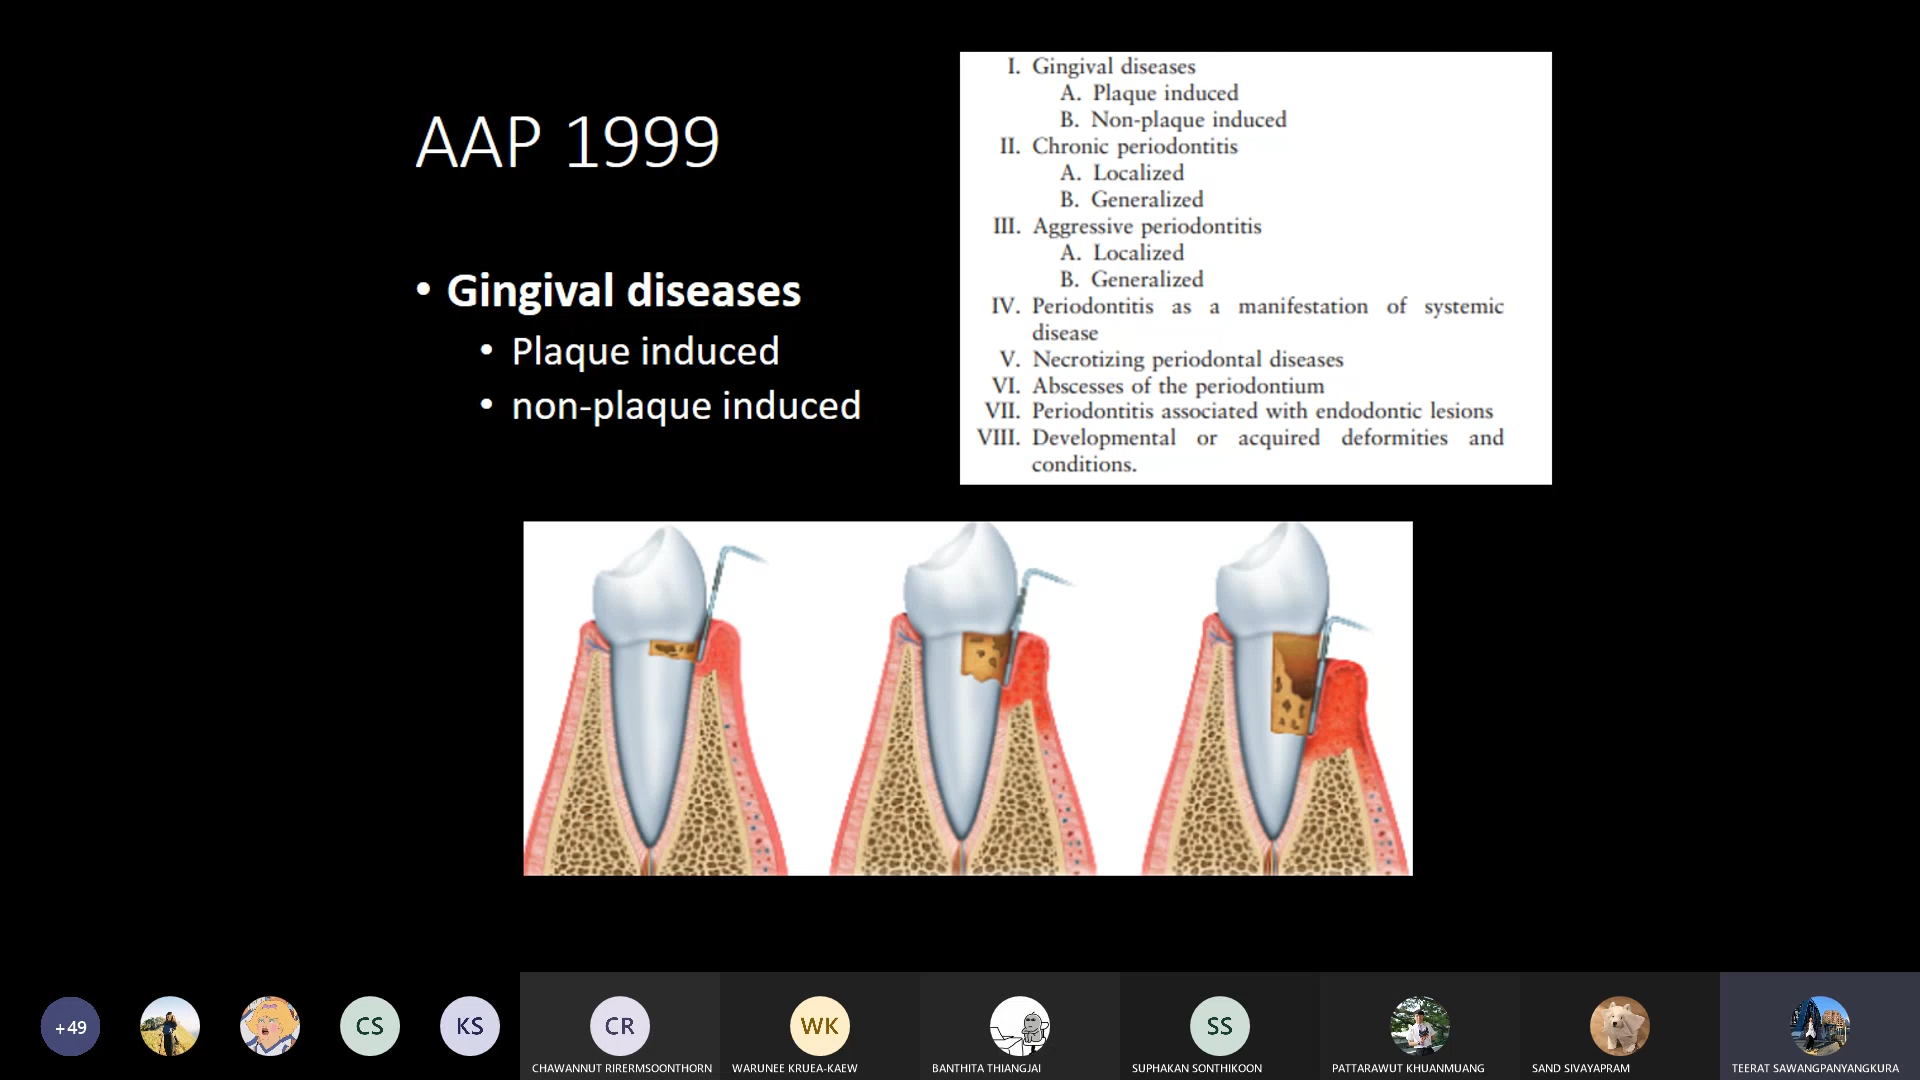 AAP 1999
• Gingival diseases
• Plaque induced
• non-plaque induced
I. Gingival diseases
A. Plaque induced
B. Non-plaque induced
II. Chronic periodontitis
A. Localized
B. Generalized
III. Aggressive periodontitis
A. Localized
B. Generalized
IV. Periodontitis as a manifestation of systemic
disease
V. Necrotizing periodontal diseases
VI. Abscesses of the periodontium
VII. Periodontitis associated with endodontic lesions
VIII. Developmental or acquired deformities and
conditions.
+49
CS
KS
CR
WK
SS
CHAWANNUT RIRERMSOONTHORN
WARUNEE KRUEA-KAEW
BANTHITA THIANGJAI
SUPHAKAN SONTHIKOON
PATTARAWUT KHUANMUANG
SAND SIVAYAPRAM
TEERAT SAWANGPANYANGKURA